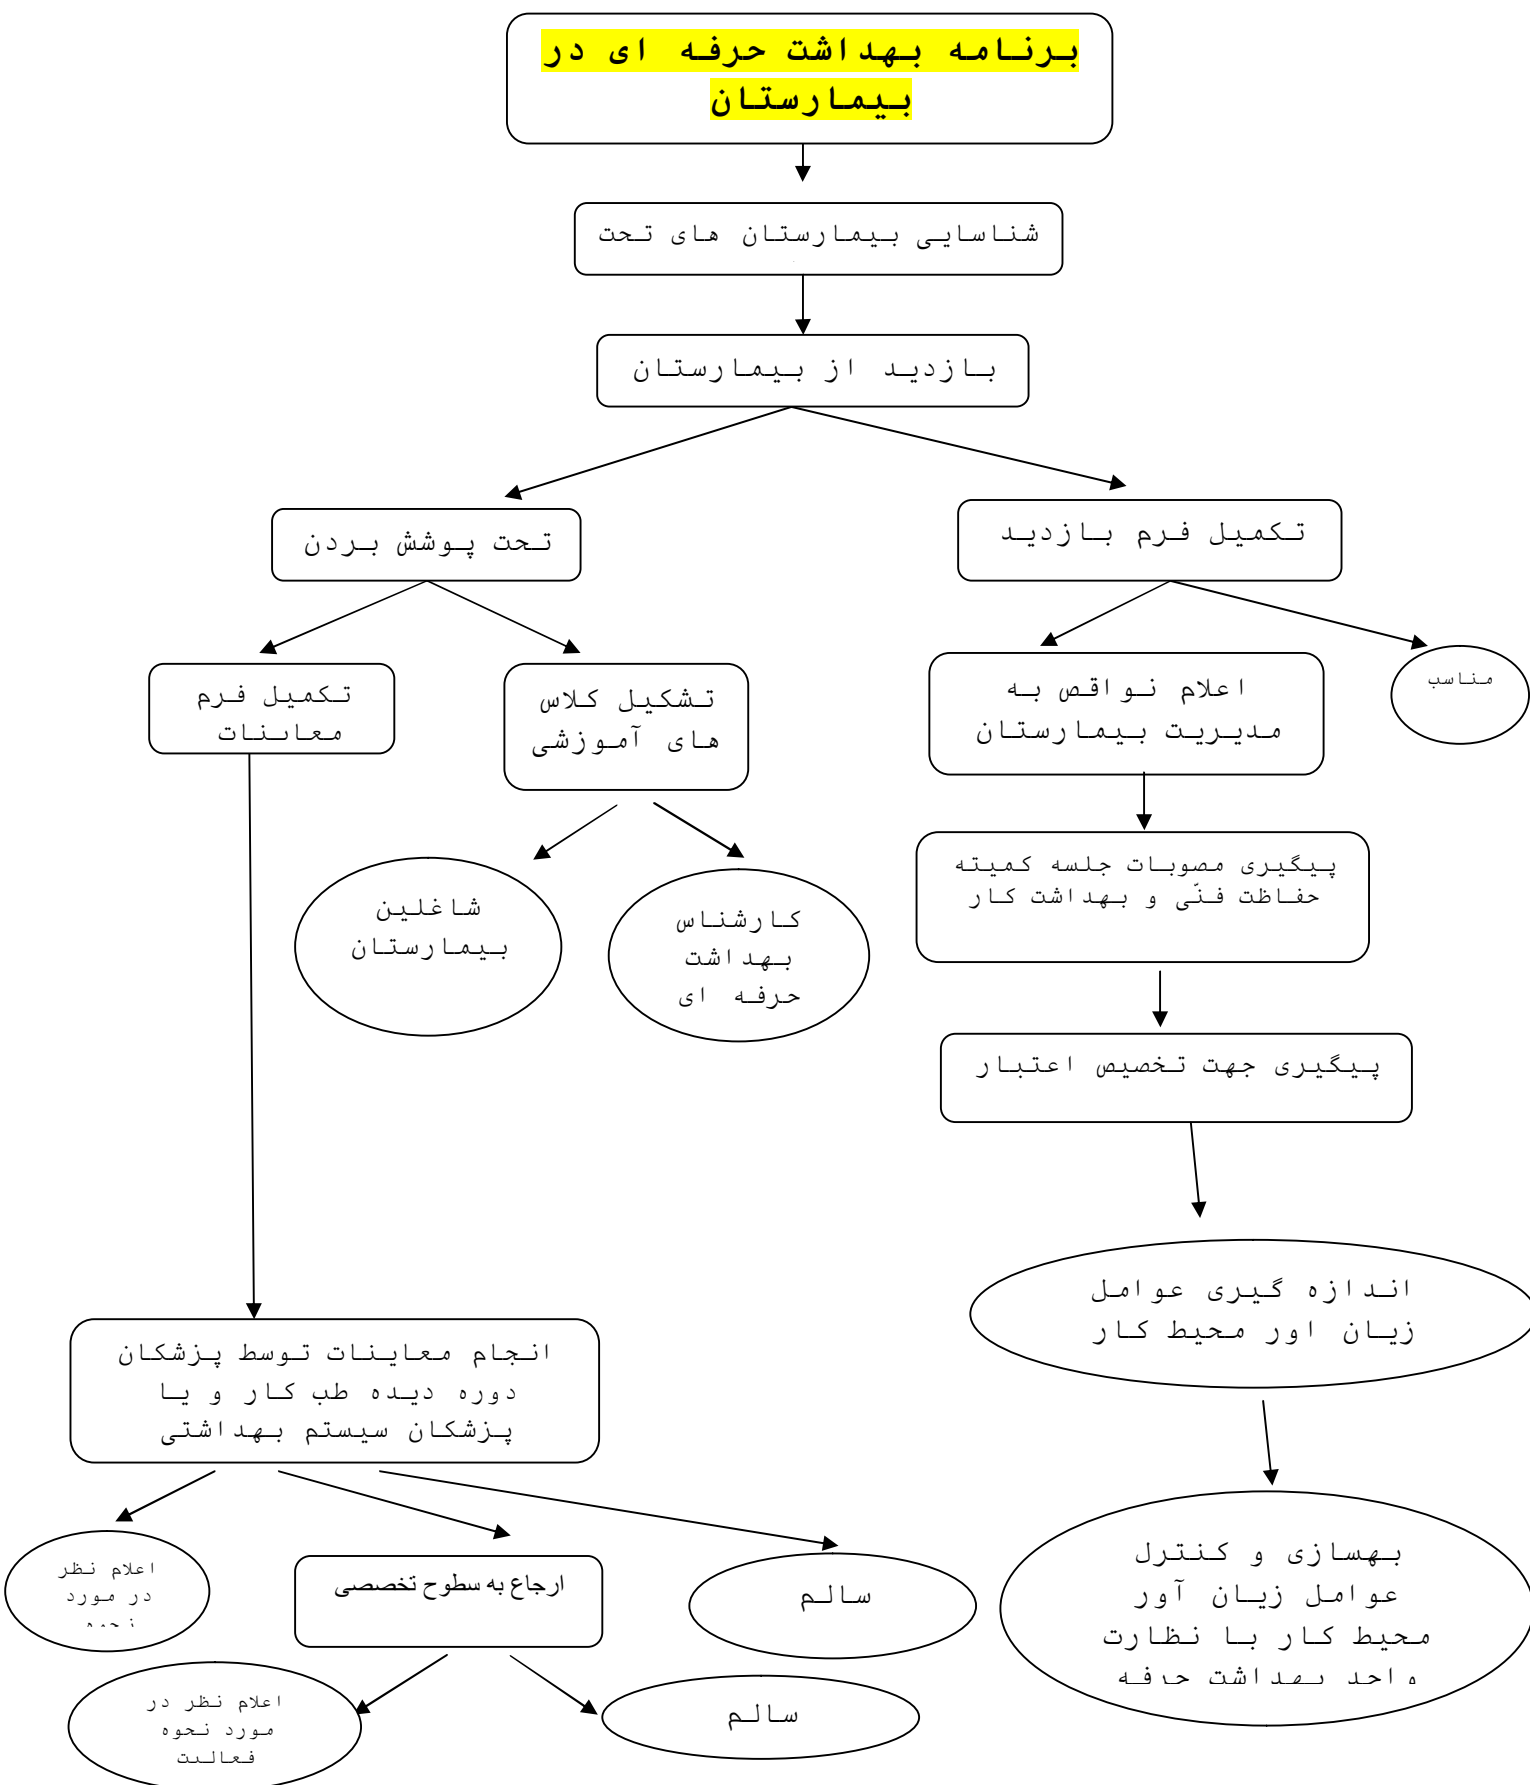 برنامه بهداشت حرفه ای در
بیمارستان
شناسایی بیمارستان های تحت
بازدید از بیمارستان
تکمیل فرم بازدید
تحت پوشش بردن
مناسب
اعلام نواقص به
مدیریت بیمارستان
تشکیل کلاس
های آموزشی
تکمیل فرم
معاینات
پیگیری مصوبات جلسه کمیته
حفاظت فنّی و بهداشت کار
کارشناس
بهداشت
حرفه ای
شاغلین
بیمارستان
پیگیری جهت تخصیص اعتبار
اندازه گیری عوامل
زیان اور محیط کار
انجام معاینات توسط پزشکان
دوره دیده طب کار و یا
پزشکان سیستم بهداشتی
بهسازی و کنترل
عوامل زیان آور
محیط کار با نظارت
واحد بهداشت حرفه
سالم
ارجاع به سطوح تخصصی
اعلام نظر
در مورد
نحوه
سالم
اعلام نظر در
مورد نحوه
فعالیت